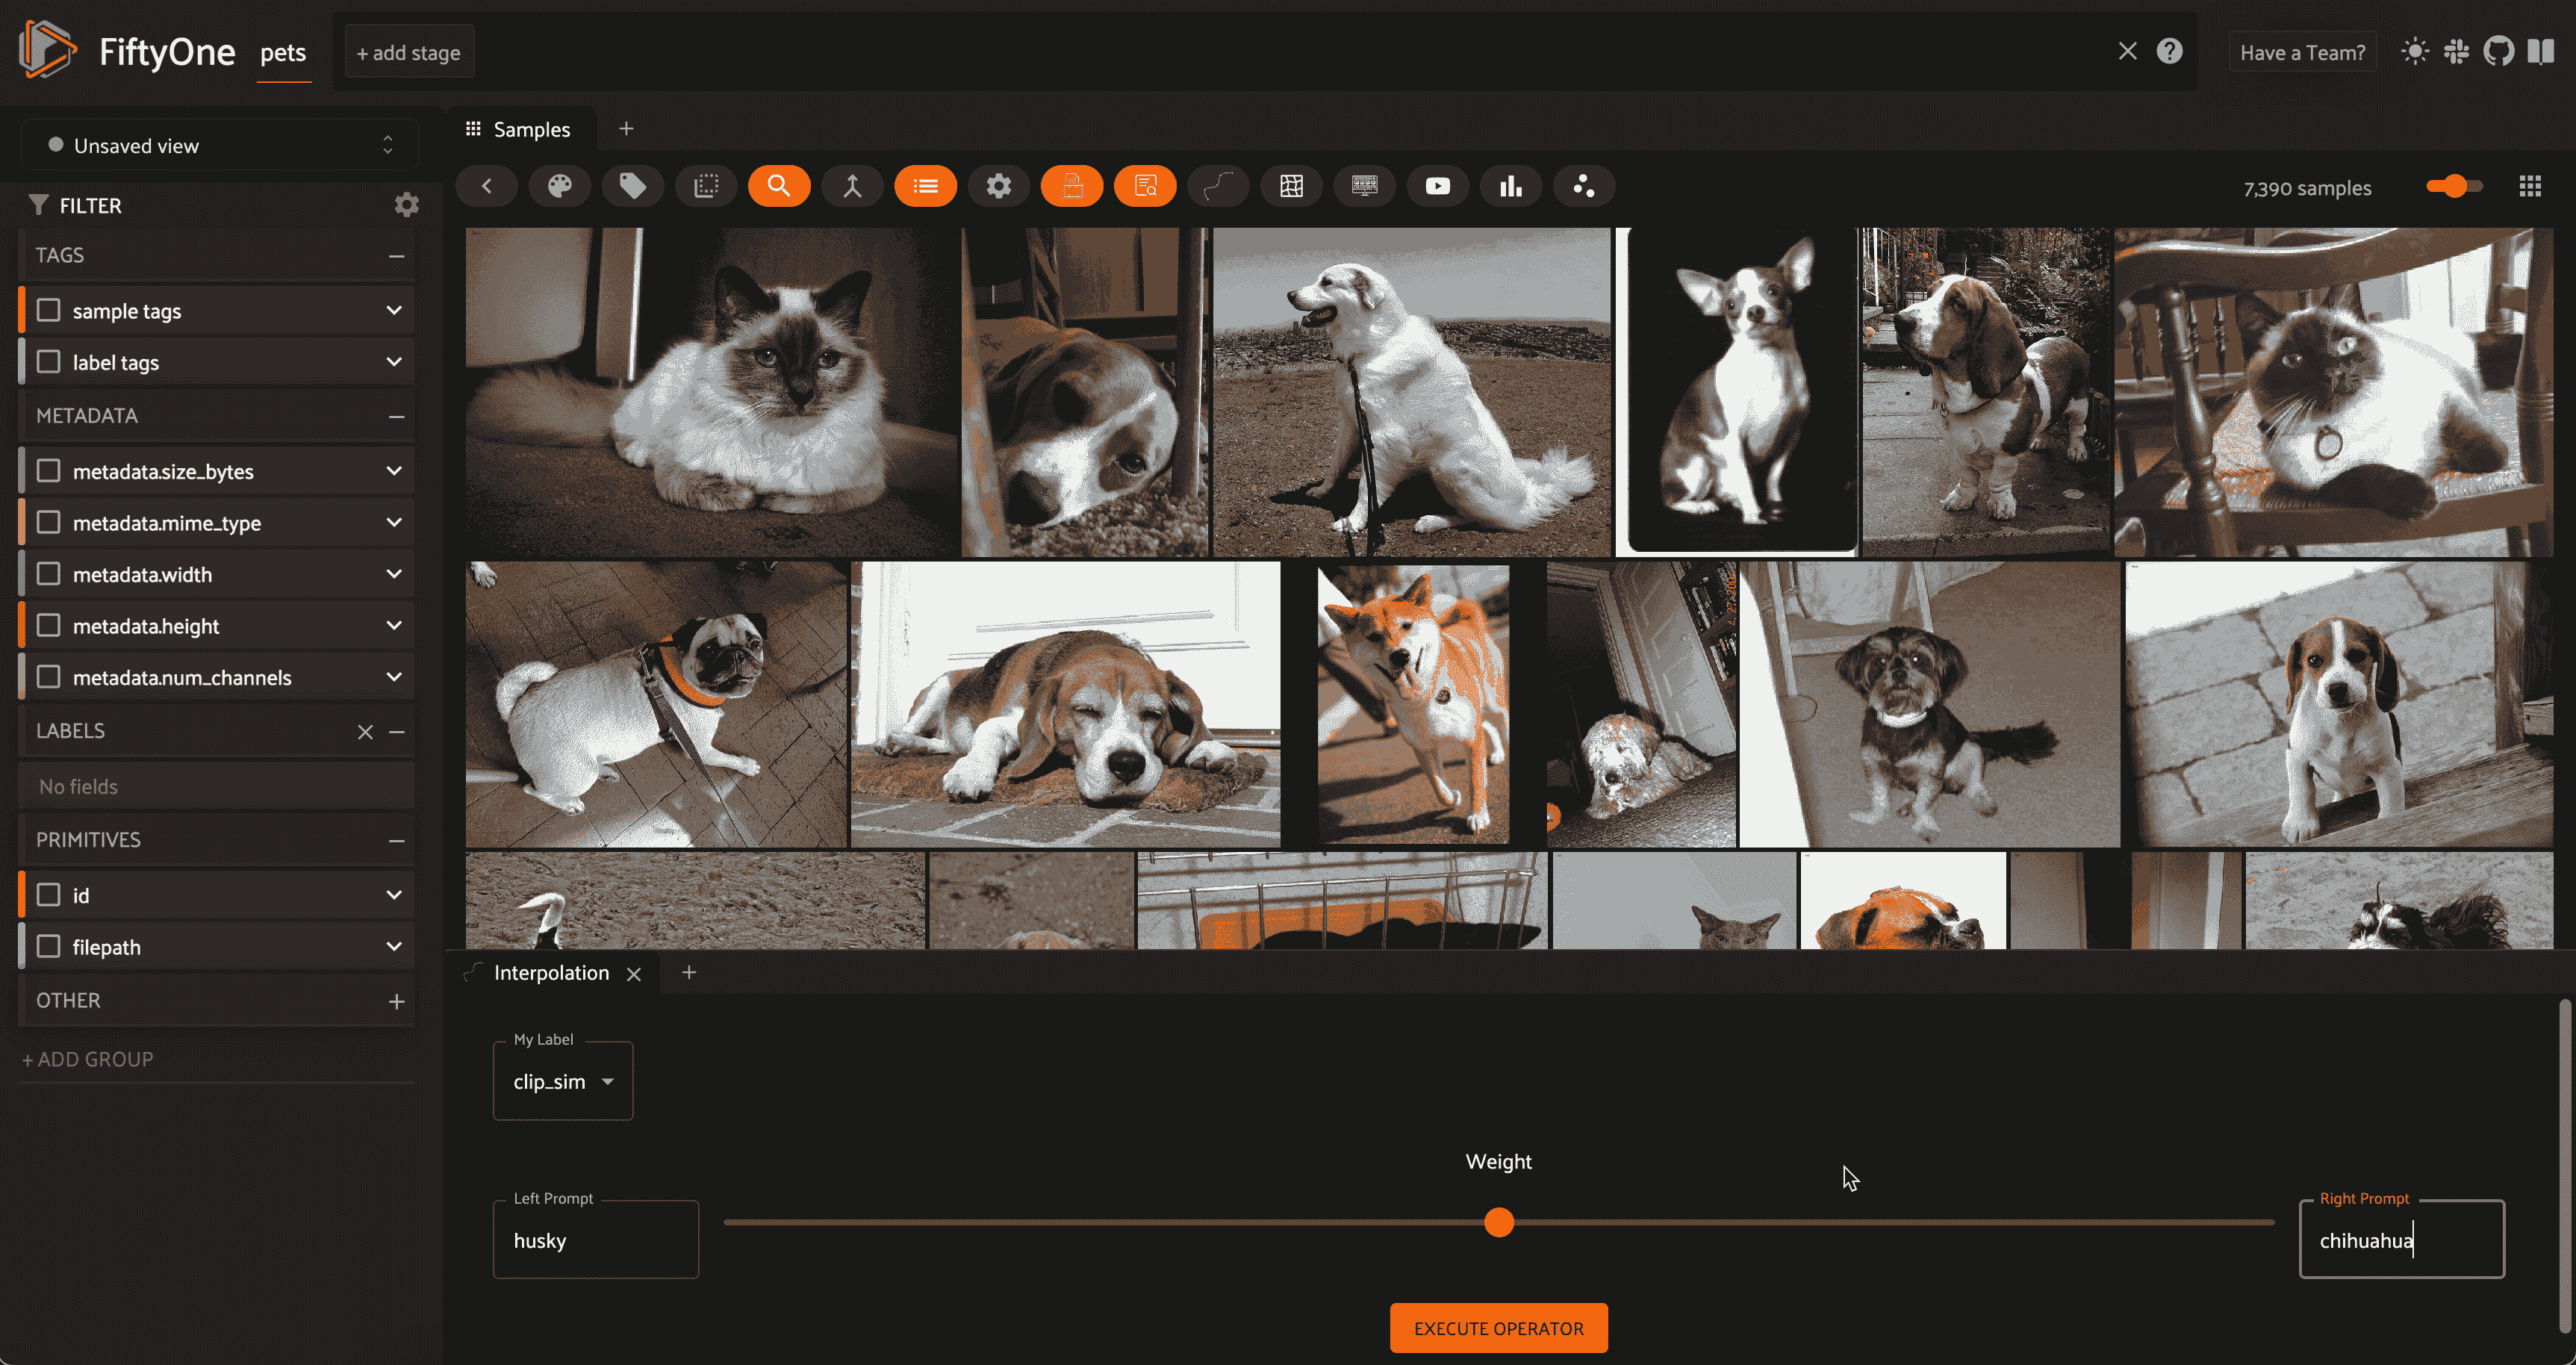 FiftyOne
pets
+ add stage
Have a Team?
Unsaved view
Samples
FILTER
7,390 samples
TAGS
sample tags
label tags
METADATA
metadata.size_bytes
metadata.mime_type
metadata.width
metadata.height
metadata.num_channels
LABELS
No fields
PRIMITIVES
id
filepath
OTHER
+ ADD GROUP
Interpolation
My Label
clip_sim
Weight
Left Prompt
husky
Right Prompt
chihuahua
EXECUTE OPERATOR